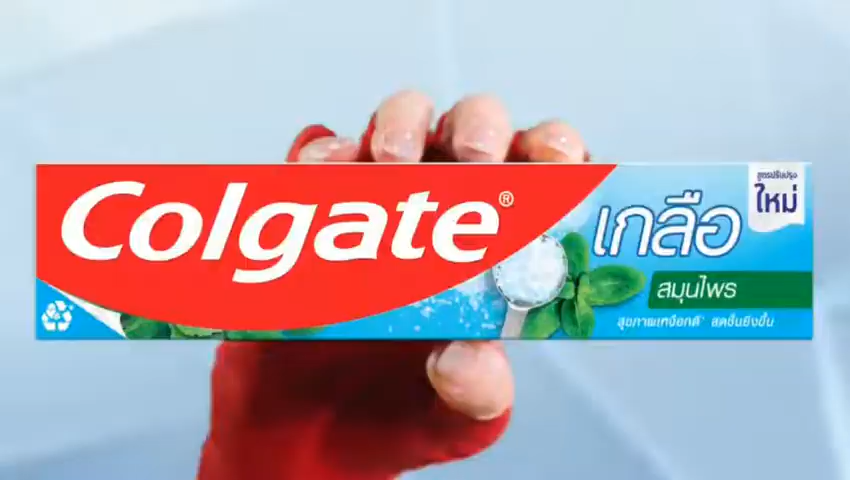 Colgate®
เกลือ
สูตรปรับปรุง
ใหม่
สมุนไพร
สุขภาพเหงือกดี* สดชื่นยิ่งขึ้น